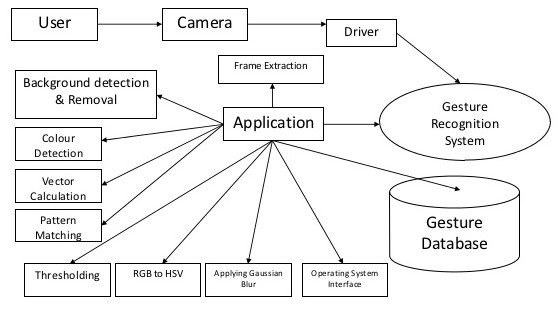 User
Camera
Driver
Frame Extraction
Background detection
& Removal
Application
Gesture
Recognition
System
Colour
Detection
Vector
Calculation
Pattern
Matching
Gesture
Database
Thresholding
RGB to HSV
Applying Gaussian
Blur
Operating System
Interface